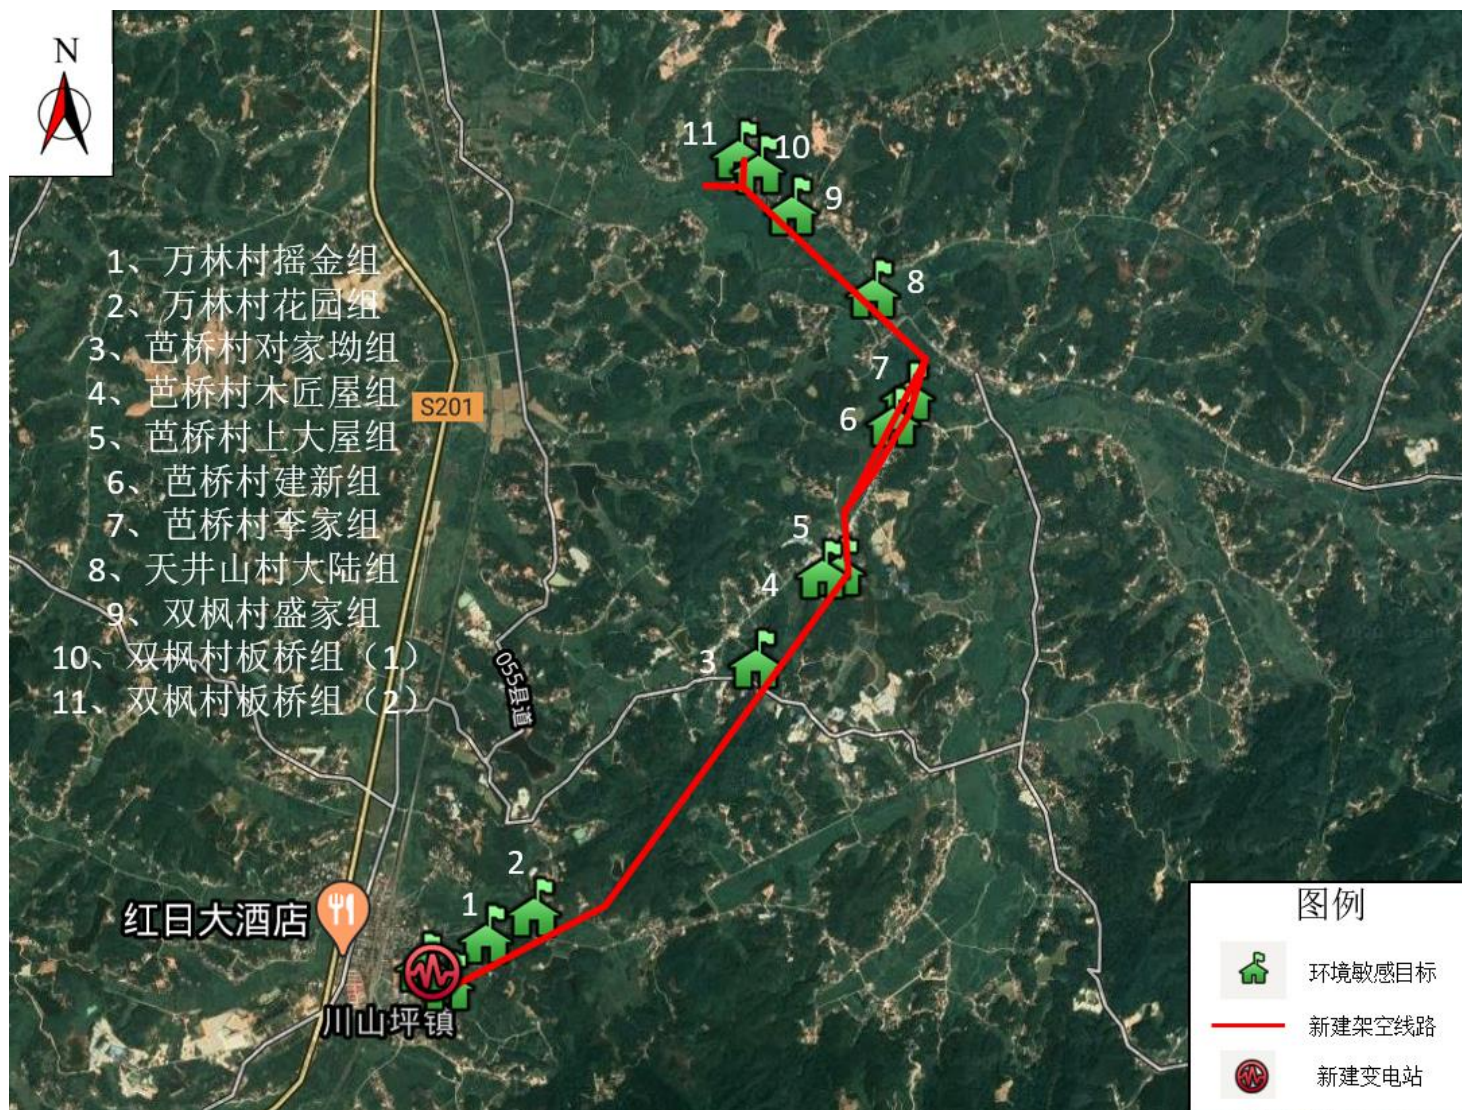 N
11
10
9
8
7
6
5
4
3
2
1
1、万林村摇金组
2、万林村花园组
3、芭桥村对家坳组
4、芭桥村木匠屋组
5、芭桥村上大屋组
6、芭桥村建新组
7、芭桥村李家组
8、天井山村大陆组
9、双枫村盛家组
10、双枫村板桥组（1）
11、双枫村板桥组（2）
S201
055县道
红日大酒店
川山坪镇
图例
环境敏感目标
新建架空线路
新建变电站